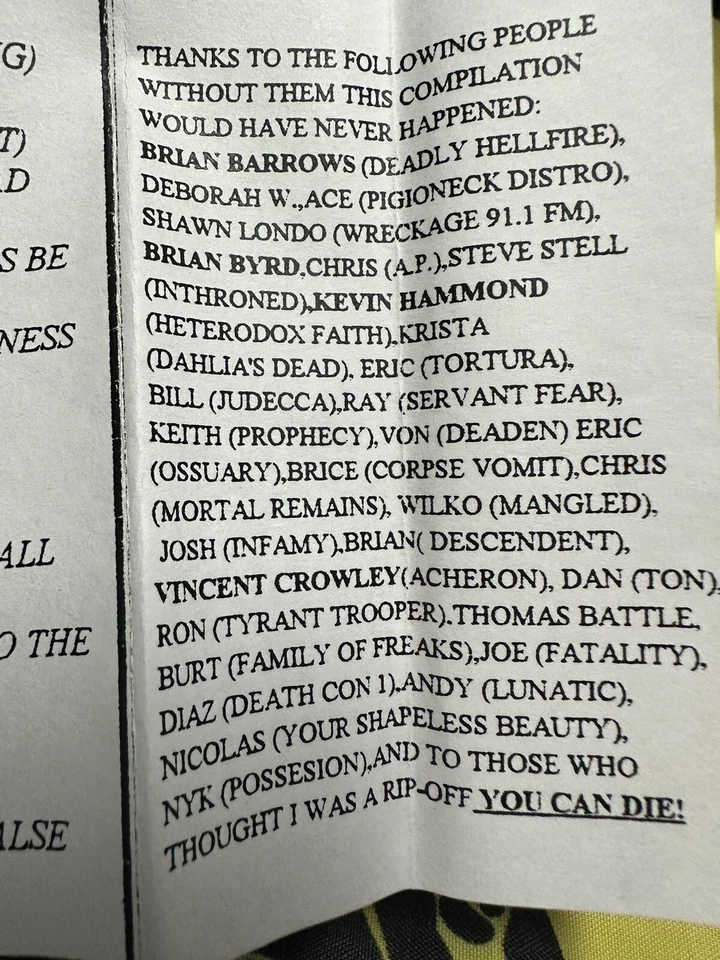 G)
T)
D
S BE
NESS
ALL
O THE
ALSE
THANKS TO THE FOLLOWING PEOPLE
WITHOUT THEM THIS COMPILATION
WOULD HAVE NEVER HAPPENED:
BRIAN BARROWS (DEADLY HELLFIRE),
DEBORAH W.,ACE (PIGIONECK DISTRO),
SHAWN LONDO (WRECKAGE 91.1 FM),
BRIAN BYRD,CHRIS (A.P.),STEVE STELL
(INTHRONED),KEVIN HAMMOND
(HETERODOX FAITH),KRISTA
(DAHLIA'S DEAD), ERIC (TORTURA),
BILL (JUDECCA),RAY (SERVANT FEAR),
KEITH (PROPHECY),VON (DEADEN) ERIC
(OSSUARY),BRICE (CORPSE VOMIT),CHRIS
(MORTAL REMAINS), WILKO (MANGLED),
JOSH (INFAMY),BRIAN( DESCENDENT),
VINCENT CROWLEY(ACHERON), DAN (TON),
RON (TYRANT TROOPER),THOMAS BATTLE,
BURT (FAMILY OF FREAKS),JOE (FATALITY),
DIAZ (DEATH CON 1),ANDY (LUNATIC),
NICOLAS (YOUR SHAPELESS BEAUTY),
NYK (POSSESION),AND TO THOSE WHO
THOUGHT I WAS A RIP-OFF YOU CAN DIE!